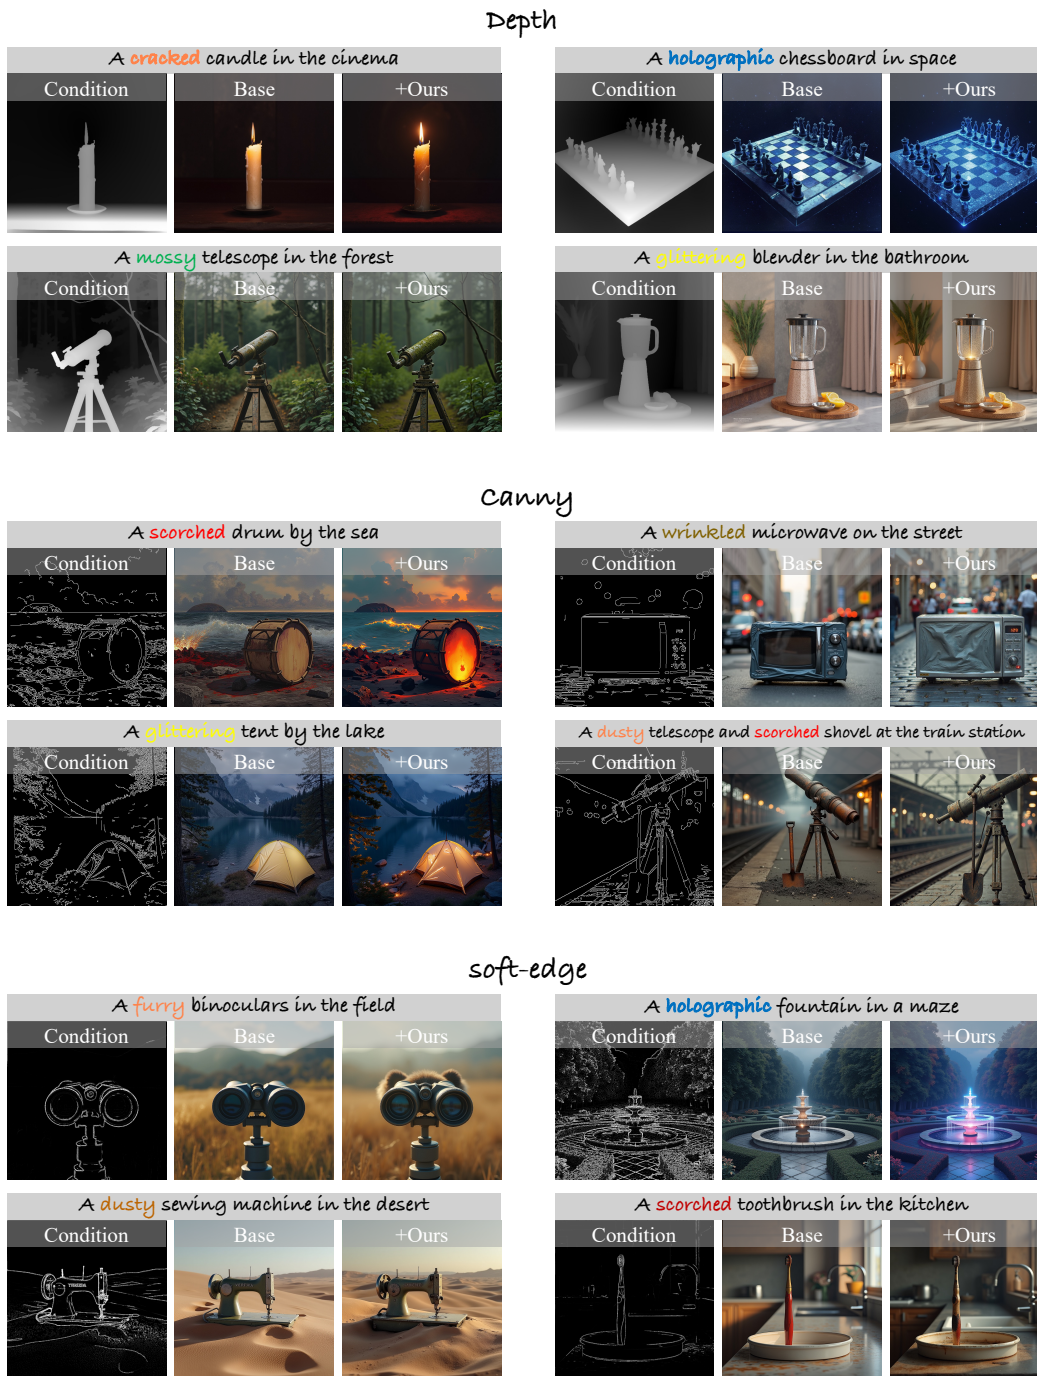 Depth
A cracked candle in the cinema
Condition Base +Ours
A holographic chessboard in space
Condition Base +Ours
A mossy telescope in the forest
Condition Base +Ours
A glittering blender in the bathroom
Condition Base +Ours
Canny
A scorched drum by the sea
Condition Base +Ours
A wrinkled microwave on the street
Condition Base +Ours
A glittering tent by the lake
Condition Base +Ours
A dusty telescope and scorched shovel at the train station
Condition Base +Ours
soft-edge
A furry binoculars in the field
Condition Base +Ours
A holographic fountain in a maze
Condition Base +Ours
A dusty sewing machine in the desert
Condition Base +Ours
A scorched toothbrush in the kitchen
Condition Base +Ours